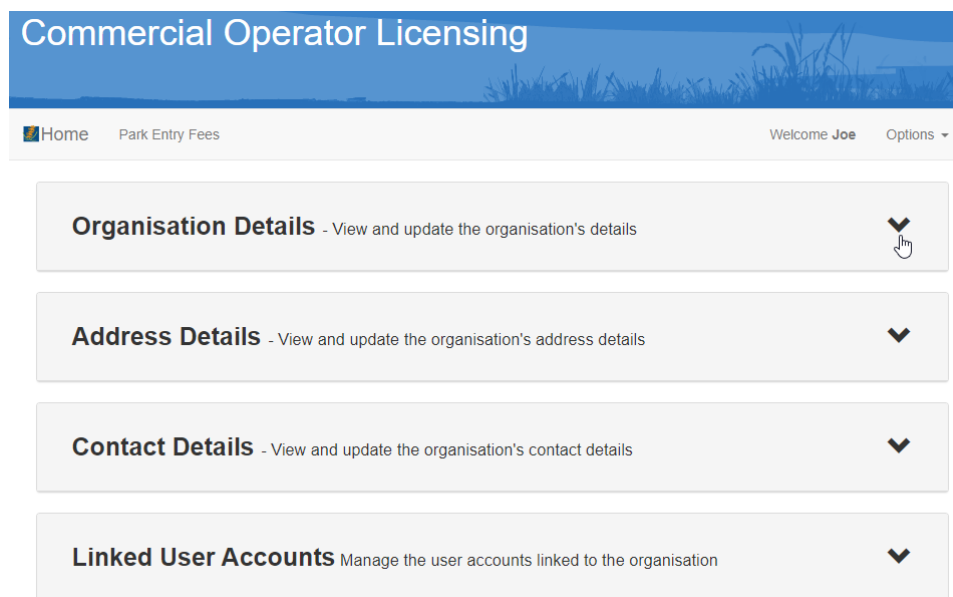 Commercial Operator Licensing
Home Park Entry Fees Welcome Joe Options
Organisation Details - View and update the organisation's details
Address Details - View and update the organisation's address details
Contact Details - View and update the organisation's contact details
Linked User Accounts Manage the user accounts linked to the organisation